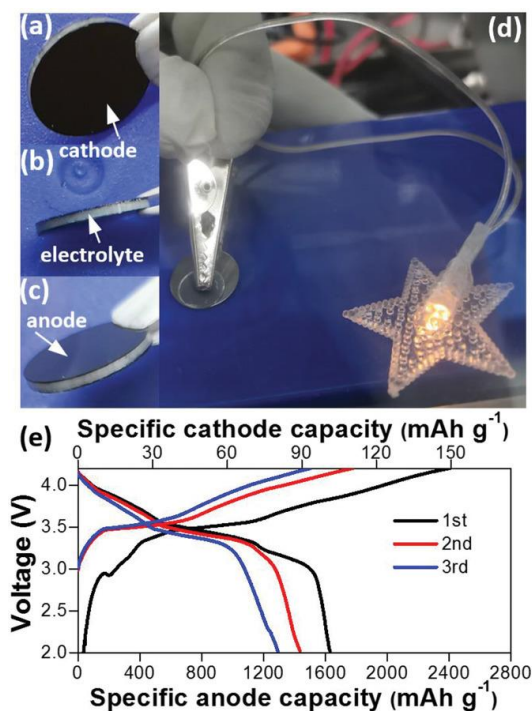 (a)
cathode
(b)
electrolyte
(c)
anode
(d)
(e)
Specific cathode capacity (mAh g⁻¹)
0 30 60 90 120 150
Voltage (V)
4.0
3.5
3.0
2.5
2.0
1st
2nd
3rd
0 400 800 1200 1600 2000 2400 2800
Specific anode capacity (mAh g⁻¹)